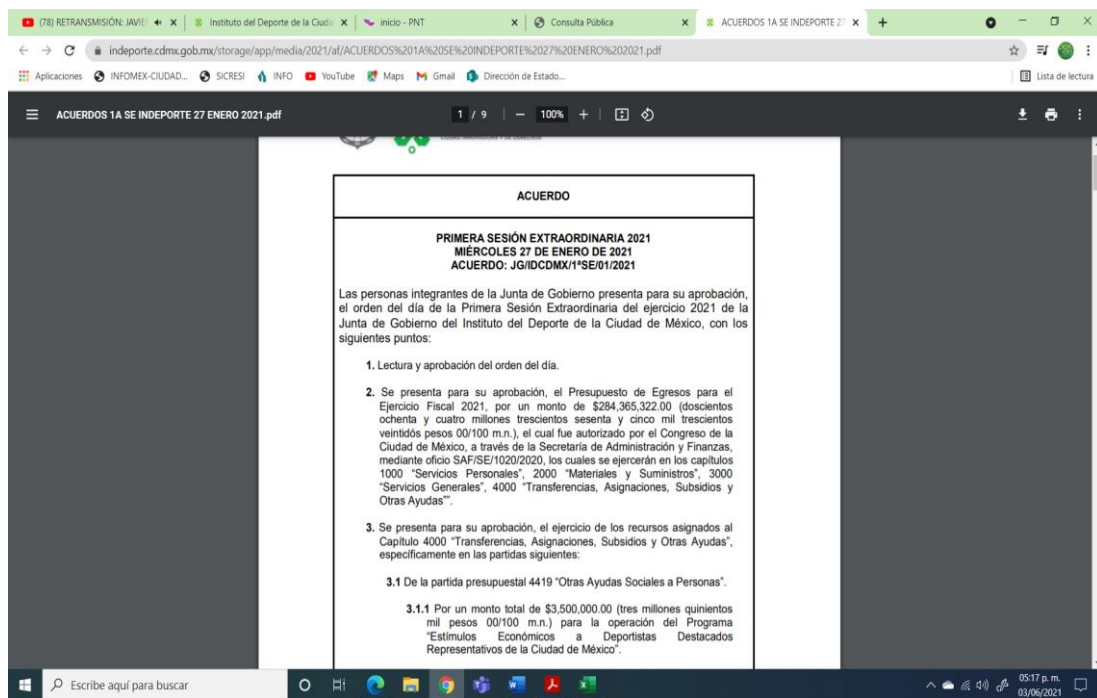 (78) RETRANSMISIÓN: JAVIE
Instituto del Deporte de la Ciuda
inicio - PNT
Consulta Pública
ACUERDOS 1A SE INDEPORTE 27
indeporte.cdmx.gob.mx/storage/app/media/2021/af/ACUERDOS%201A%20SE%20INDEPORTE%2027%20ENERO%202021.pdf
Aplicaciones
INFOMEX-CIUDAD...
SICRESI
INFO
YouTube
Maps
Gmail
Dirección de Estado...
Lista de lectura
ACUERDOS 1A SE INDEPORTE 27 ENERO 2021.pdf
1 / 9
100%
ACUERDO
PRIMERA SESIÓN EXTRAORDINARIA 2021
MIÉRCOLES 27 DE ENERO DE 2021
ACUERDO: JG/IDCDMX/1ªSE/01/2021
Las personas integrantes de la Junta de Gobierno presenta para su aprobación,
el orden del día de la Primera Sesión Extraordinaria del ejercicio 2021 de la
Junta de Gobierno del Instituto del Deporte de la Ciudad de México, con los
siguientes puntos:
1. Lectura y aprobación del orden del día.
2. Se presenta para su aprobación, el Presupuesto de Egresos para el
Ejercicio Fiscal 2021, por un monto de $284,365,322.00 (doscientos
ochenta y cuatro millones trescientos sesenta y cinco mil trescientos
veintidós pesos 00/100 m.n.), el cual fue autorizado por el Congreso de la
Ciudad de México, a través de la Secretaría de Administración y Finanzas,
mediante oficio SAF/SE/1020/2020, los cuales se ejercerán en los capítulos
1000 "Servicios Personales", 2000 "Materiales y Suministros", 3000
"Servicios Generales", 4000 "Transferencias, Asignaciones, Subsidios y
Otras Ayudas"".
3. Se presenta para su aprobación, el ejercicio de los recursos asignados al
Capítulo 4000 "Transferencias, Asignaciones, Subsidios y Otras Ayudas",
específicamente en las partidas siguientes:
3.1 De la partida presupuestal 4419 "Otras Ayudas Sociales a Personas".
3.1.1 Por un monto total de $3,500,000.00 (tres millones quinientos
mil pesos 00/100 m.n.) para la operación del Programa
"Estímulos Económicos a Deportistas Destacados
Representativos de la Ciudad de México".
Escribe aquí para buscar
05:17 p. m.
03/06/2021